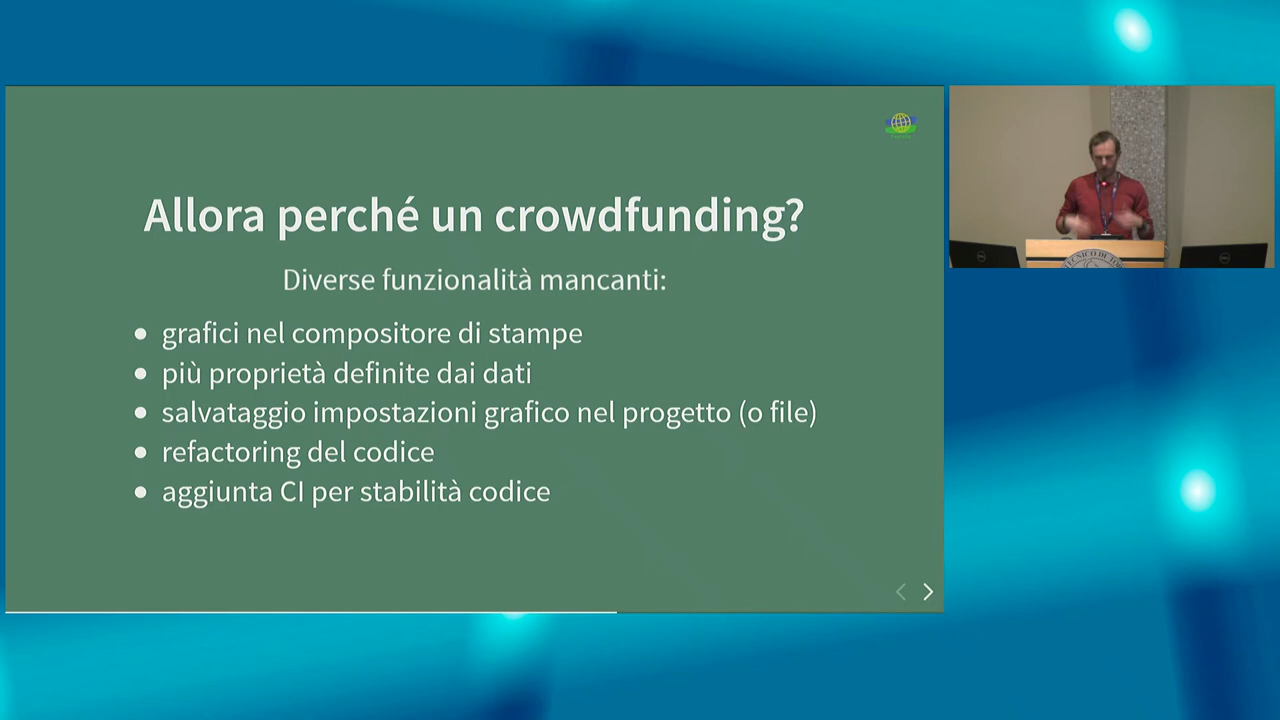 Allora perché un crowdfunding?
Diverse funzionalità mancanti:
grafici nel compositore di stampe
più proprietà definite dai dati
salvataggio impostazioni grafico nel progetto (o file)
refactoring del codice
aggiunta CI per stabilità codice